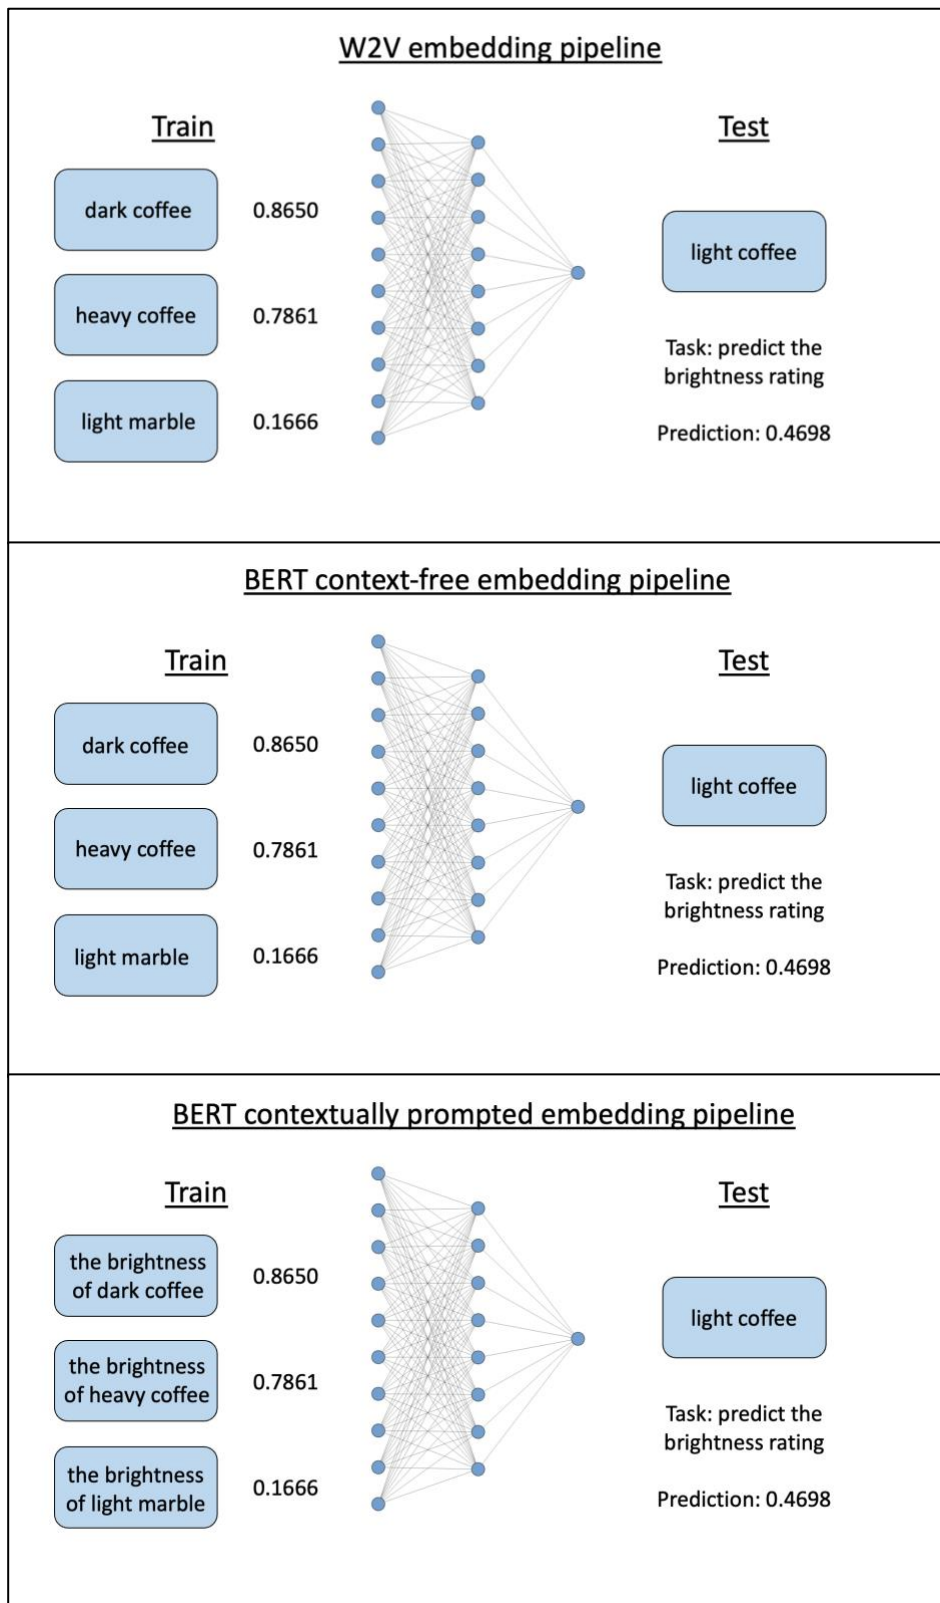 W2V embedding pipeline
Train
Test
dark coffee
0.8650
heavy coffee
0.7861
light marble
0.1666
light coffee
Task: predict the
brightness rating
Prediction: 0.4698
BERT context-free embedding pipeline
Train
Test
dark coffee
0.8650
heavy coffee
0.7861
light marble
0.1666
light coffee
Task: predict the
brightness rating
Prediction: 0.4698
BERT contextually prompted embedding pipeline
Train
Test
the brightness
of dark coffee
0.8650
the brightness
of heavy coffee
0.7861
the brightness
of light marble
0.1666
light coffee
Task: predict the
brightness rating
Prediction: 0.4698